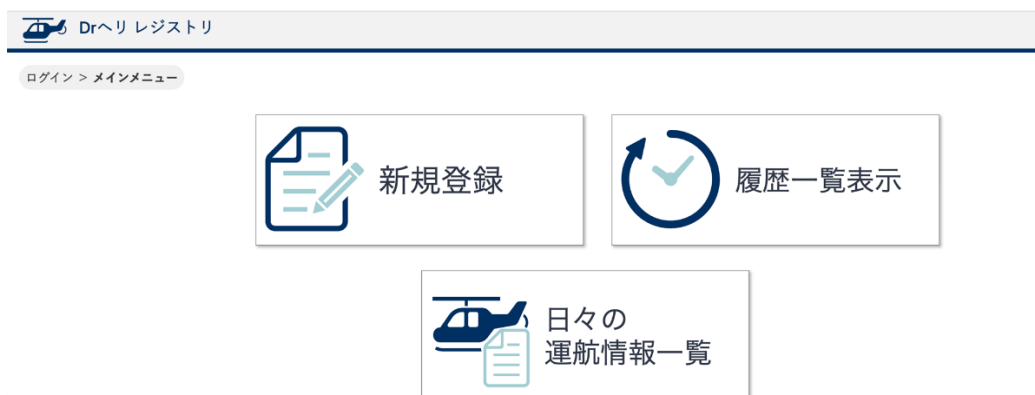 Drヘリ レジストリ
ログイン > メインメニュー
新規登録
履歴一覧表示
日々の
運航情報一覧